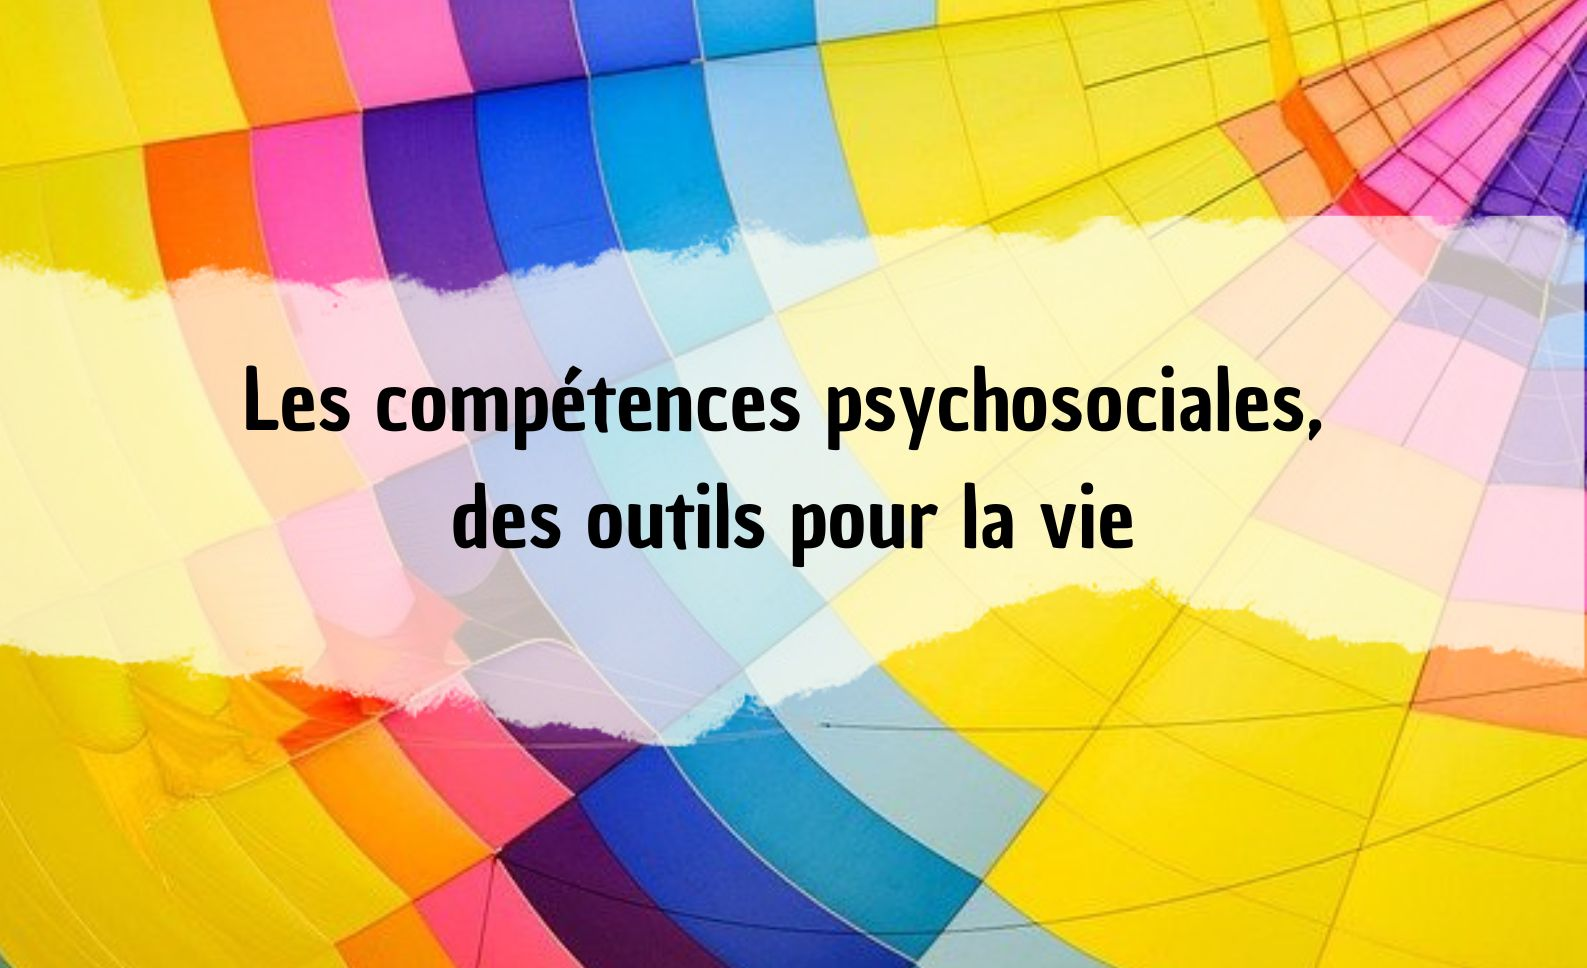 Les compétences psychosociales,
des outils pour la vie